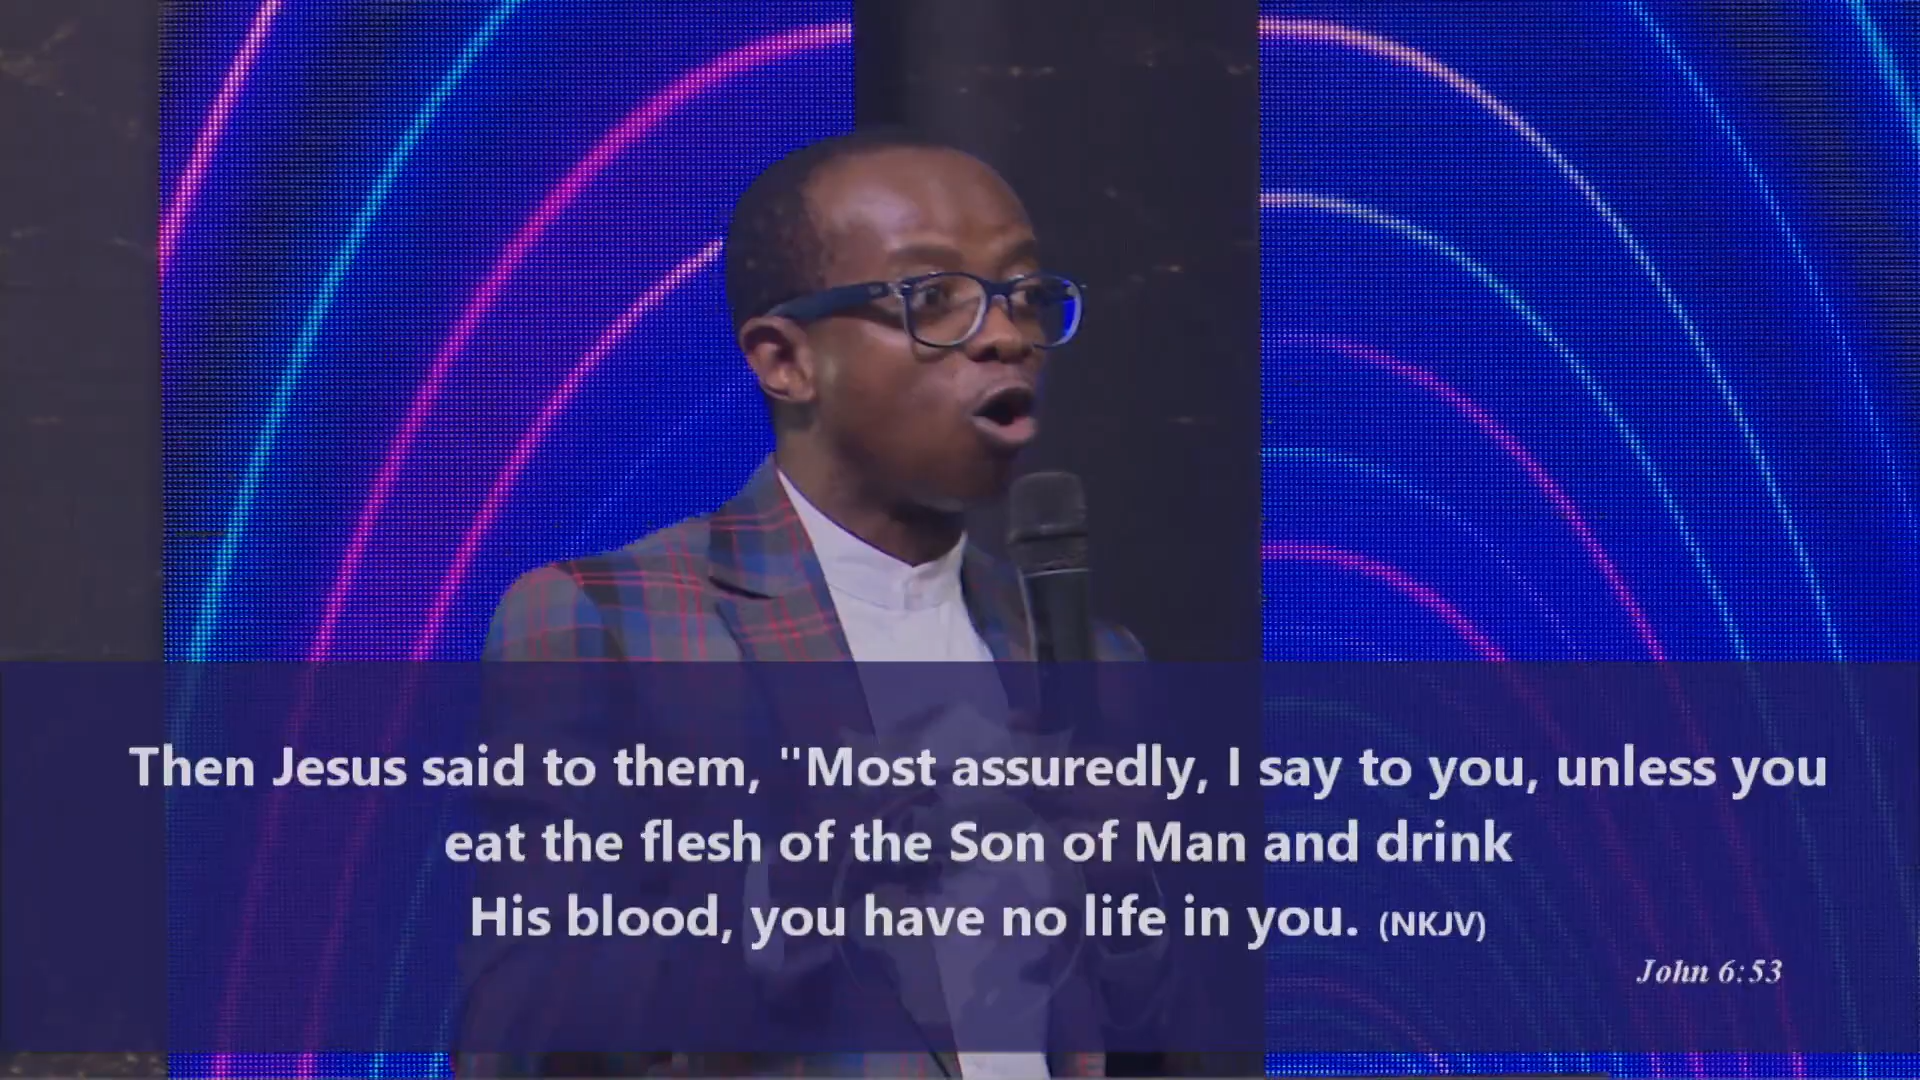 Then Jesus said to them, "Most assuredly, I say to you, unless you
eat the flesh of the Son of Man and drink
His blood, you have no life in you. (NKJV)
John 6:53